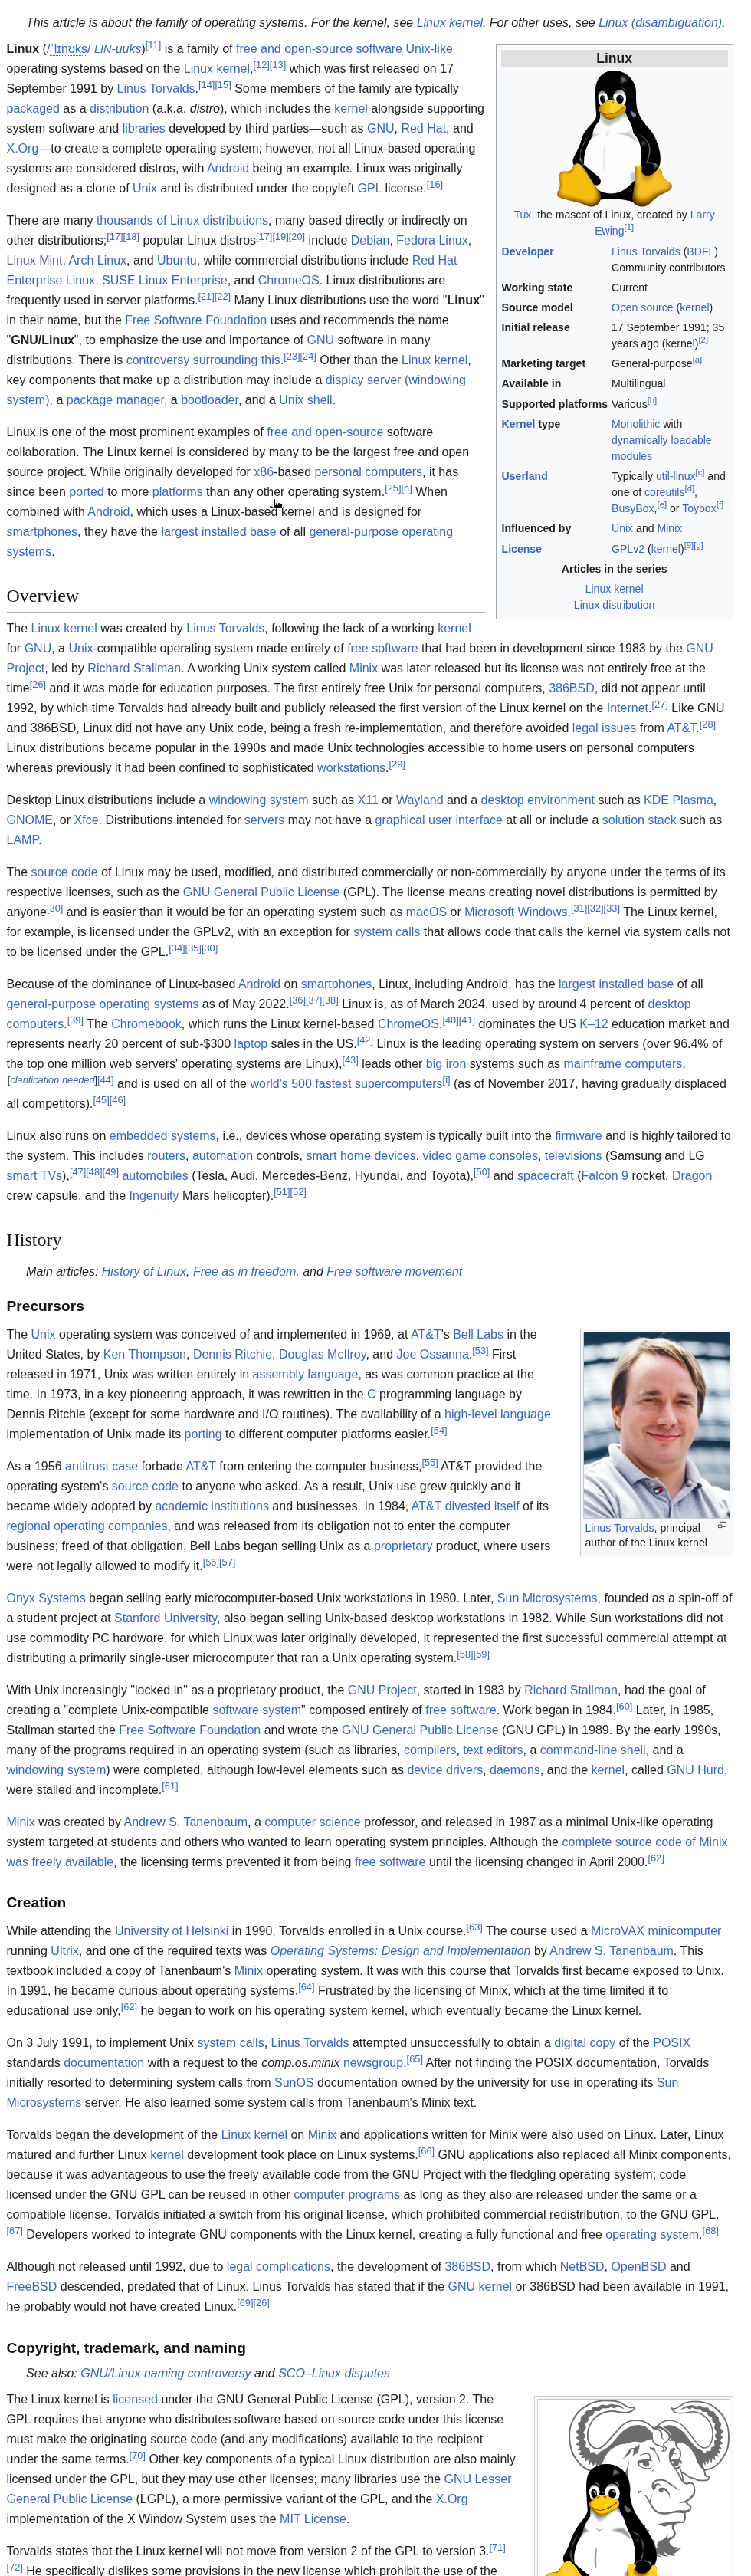 This article is about the family of operating systems. For the kernel, see Linux kernel. For other uses, see Linux (disambiguation).
Linux (/ˈlɪnʊks/ LIN-uuks)[11] is a family of free and open-source software Unix-like
operating systems based on the Linux kernel,[12][13] which was first released on 17
September 1991 by Linus Torvalds.[14][15] Some members of the family are typically
packaged as a distribution (a.k.a. distro), which includes the kernel alongside supporting
system software and libraries developed by third parties—such as GNU, Red Hat, and
X.Org—to create a complete operating system; however, not all Linux-based operating
systems are considered distros, with Android being an example. Linux was originally
designed as a clone of Unix and is distributed under the copyleft GPL license.[16]
There are many thousands of Linux distributions, many based directly or indirectly on
other distributions;[17][18] popular Linux distros[17][19][20] include Debian, Fedora Linux,
Linux Mint, Arch Linux, and Ubuntu, while commercial distributions include Red Hat
Enterprise Linux, SUSE Linux Enterprise, and ChromeOS. Linux distributions are
frequently used in server platforms.[21][22] Many Linux distributions use the word "Linux"
in their name, but the Free Software Foundation uses and recommends the name
"GNU/Linux", to emphasize the use and importance of GNU software in many
distributions. There is controversy surrounding this.[23][24] Other than the Linux kernel,
key components that make up a distribution may include a display server (windowing
system), a package manager, a bootloader, and a Unix shell.
Linux is one of the most prominent examples of free and open-source software
collaboration. The Linux kernel is considered by many to be the largest free and open
source project. While originally developed for x86-based personal computers, it has
since been ported to more platforms than any other operating system.[25][h] When
combined with Android, which uses a Linux-based kernel and is designed for
smartphones, they have the largest installed base of all general-purpose operating
systems.
Linux
Tux, the mascot of Linux, created by Larry
Ewing[1]
Developer Linus Torvalds (BDFL)
Community contributors
Working state Current
Source model Open source (kernel)
Initial release 17 September 1991; 35
years ago (kernel)[2]
Marketing target General-purpose[a]
Available in Multilingual
Supported platforms Various[b]
Kernel type Monolithic with
dynamically loadable
modules
Userland Typically util-linux[c] and
one of coreutils[d],
BusyBox,[e] or Toybox[f]
Influenced by Unix and Minix
License GPLv2 (kernel)[9][g]
Articles in the series
Linux kernel
Linux distribution
Overview
The Linux kernel was created by Linus Torvalds, following the lack of a working kernel
for GNU, a Unix-compatible operating system made entirely of free software that had been in development since 1983 by the GNU
Project, led by Richard Stallman. A working Unix system called Minix was later released but its license was not entirely free at the
time[26] and it was made for education purposes. The first entirely free Unix for personal computers, 386BSD, did not appear until
1992, by which time Torvalds had already built and publicly released the first version of the Linux kernel on the Internet.[27] Like GNU
and 386BSD, Linux did not have any Unix code, being a fresh re-implementation, and therefore avoided legal issues from AT&T.[28]
Linux distributions became popular in the 1990s and made Unix technologies accessible to home users on personal computers
whereas previously it had been confined to sophisticated workstations.[29]
Desktop Linux distributions include a windowing system such as X11 or Wayland and a desktop environment such as KDE Plasma,
GNOME, or Xfce. Distributions intended for servers may not have a graphical user interface at all or include a solution stack such as
LAMP.
The source code of Linux may be used, modified, and distributed commercially or non-commercially by anyone under the terms of its
respective licenses, such as the GNU General Public License (GPL). The license means creating novel distributions is permitted by
anyone[30] and is easier than it would be for an operating system such as macOS or Microsoft Windows.[31][32][33] The Linux kernel,
for example, is licensed under the GPLv2, with an exception for system calls that allows code that calls the kernel via system calls not
to be licensed under the GPL.[34][35][30]
Because of the dominance of Linux-based Android on smartphones, Linux, including Android, has the largest installed base of all
general-purpose operating systems as of May 2022.[36][37][38] Linux is, as of March 2024, used by around 4 percent of desktop
computers.[39] The Chromebook, which runs the Linux kernel-based ChromeOS,[40][41] dominates the US K–12 education market and
represents nearly 20 percent of sub-$300 laptop sales in the US.[42] Linux is the leading operating system on servers (over 96.4% of
the top one million web servers' operating systems are Linux),[43] leads other big iron systems such as mainframe computers,
[clarification needed][44] and is used on all of the world's 500 fastest supercomputers[i] (as of November 2017, having gradually displaced
all competitors).[45][46]
Linux also runs on embedded systems, i.e., devices whose operating system is typically built into the firmware and is highly tailored to
the system. This includes routers, automation controls, smart home devices, video game consoles, televisions (Samsung and LG
smart TVs),[47][48][49] automobiles (Tesla, Audi, Mercedes-Benz, Hyundai, and Toyota),[50] and spacecraft (Falcon 9 rocket, Dragon
crew capsule, and the Ingenuity Mars helicopter).[51][52]
History
Main articles: History of Linux, Free as in freedom, and Free software movement
Precursors
The Unix operating system was conceived of and implemented in 1969, at AT&T's Bell Labs in the
United States, by Ken Thompson, Dennis Ritchie, Douglas McIlroy, and Joe Ossanna.[53] First
released in 1971, Unix was written entirely in assembly language, as was common practice at the
time. In 1973, in a key pioneering approach, it was rewritten in the C programming language by
Dennis Ritchie (except for some hardware and I/O routines). The availability of a high-level language
implementation of Unix made its porting to different computer platforms easier.[54]
As a 1956 antitrust case forbade AT&T from entering the computer business,[55] AT&T provided the
operating system's source code to anyone who asked. As a result, Unix use grew quickly and it
became widely adopted by academic institutions and businesses. In 1984, AT&T divested itself of its
regional operating companies, and was released from its obligation not to enter the computer
business; freed of that obligation, Bell Labs began selling Unix as a proprietary product, where users
were not legally allowed to modify it.[56][57]
Linus Torvalds, principal
author of the Linux kernel
Onyx Systems began selling early microcomputer-based Unix workstations in 1980. Later, Sun Microsystems, founded as a spin-off of
a student project at Stanford University, also began selling Unix-based desktop workstations in 1982. While Sun workstations did not
use commodity PC hardware, for which Linux was later originally developed, it represented the first successful commercial attempt at
distributing a primarily single-user microcomputer that ran a Unix operating system.[58][59]
With Unix increasingly "locked in" as a proprietary product, the GNU Project, started in 1983 by Richard Stallman, had the goal of
creating a "complete Unix-compatible software system" composed entirely of free software. Work began in 1984.[60] Later, in 1985,
Stallman started the Free Software Foundation and wrote the GNU General Public License (GNU GPL) in 1989. By the early 1990s,
many of the programs required in an operating system (such as libraries, compilers, text editors, a command-line shell, and a
windowing system) were completed, although low-level elements such as device drivers, daemons, and the kernel, called GNU Hurd,
were stalled and incomplete.[61]
Minix was created by Andrew S. Tanenbaum, a computer science professor, and released in 1987 as a minimal Unix-like operating
system targeted at students and others who wanted to learn operating system principles. Although the complete source code of Minix
was freely available, the licensing terms prevented it from being free software until the licensing changed in April 2000.[62]
Creation
While attending the University of Helsinki in 1990, Torvalds enrolled in a Unix course.[63] The course used a MicroVAX minicomputer
running Ultrix, and one of the required texts was Operating Systems: Design and Implementation by Andrew S. Tanenbaum. This
textbook included a copy of Tanenbaum's Minix operating system. It was with this course that Torvalds first became exposed to Unix.
In 1991, he became curious about operating systems.[64] Frustrated by the licensing of Minix, which at the time limited it to
educational use only,[62] he began to work on his operating system kernel, which eventually became the Linux kernel.
On 3 July 1991, to implement Unix system calls, Linus Torvalds attempted unsuccessfully to obtain a digital copy of the POSIX
standards documentation with a request to the comp.os.minix newsgroup.[65] After not finding the POSIX documentation, Torvalds
initially resorted to determining system calls from SunOS documentation owned by the university for use in operating its Sun
Microsystems server. He also learned some system calls from Tanenbaum's Minix text.
Torvalds began the development of the Linux kernel on Minix and applications written for Minix were also used on Linux. Later, Linux
matured and further Linux kernel development took place on Linux systems.[66] GNU applications also replaced all Minix components,
because it was advantageous to use the freely available code from the GNU Project with the fledgling operating system; code
licensed under the GNU GPL can be reused in other computer programs as long as they also are released under the same or a
compatible license. Torvalds initiated a switch from his original license, which prohibited commercial redistribution, to the GNU GPL.
[67] Developers worked to integrate GNU components with the Linux kernel, creating a fully functional and free operating system.[68]
Although not released until 1992, due to legal complications, the development of 386BSD, from which NetBSD, OpenBSD and
FreeBSD descended, predated that of Linux. Linus Torvalds has stated that if the GNU kernel or 386BSD had been available in 1991,
he probably would not have created Linux.[69][26]
Copyright, trademark, and naming
See also: GNU/Linux naming controversy and SCO–Linux disputes
The Linux kernel is licensed under the GNU General Public License (GPL), version 2. The
GPL requires that anyone who distributes software based on source code under this license
must make the originating source code (and any modifications) available to the recipient
under the same terms.[70] Other key components of a typical Linux distribution are also mainly
licensed under the GPL, but they may use other licenses; many libraries use the GNU Lesser
General Public License (LGPL), a more permissive variant of the GPL, and the X.Org
implementation of the X Window System uses the MIT License.
Torvalds states that the Linux kernel will not move from version 2 of the GPL to version 3.[71]
[72] He specifically dislikes some provisions in the new license which prohibit the use of the